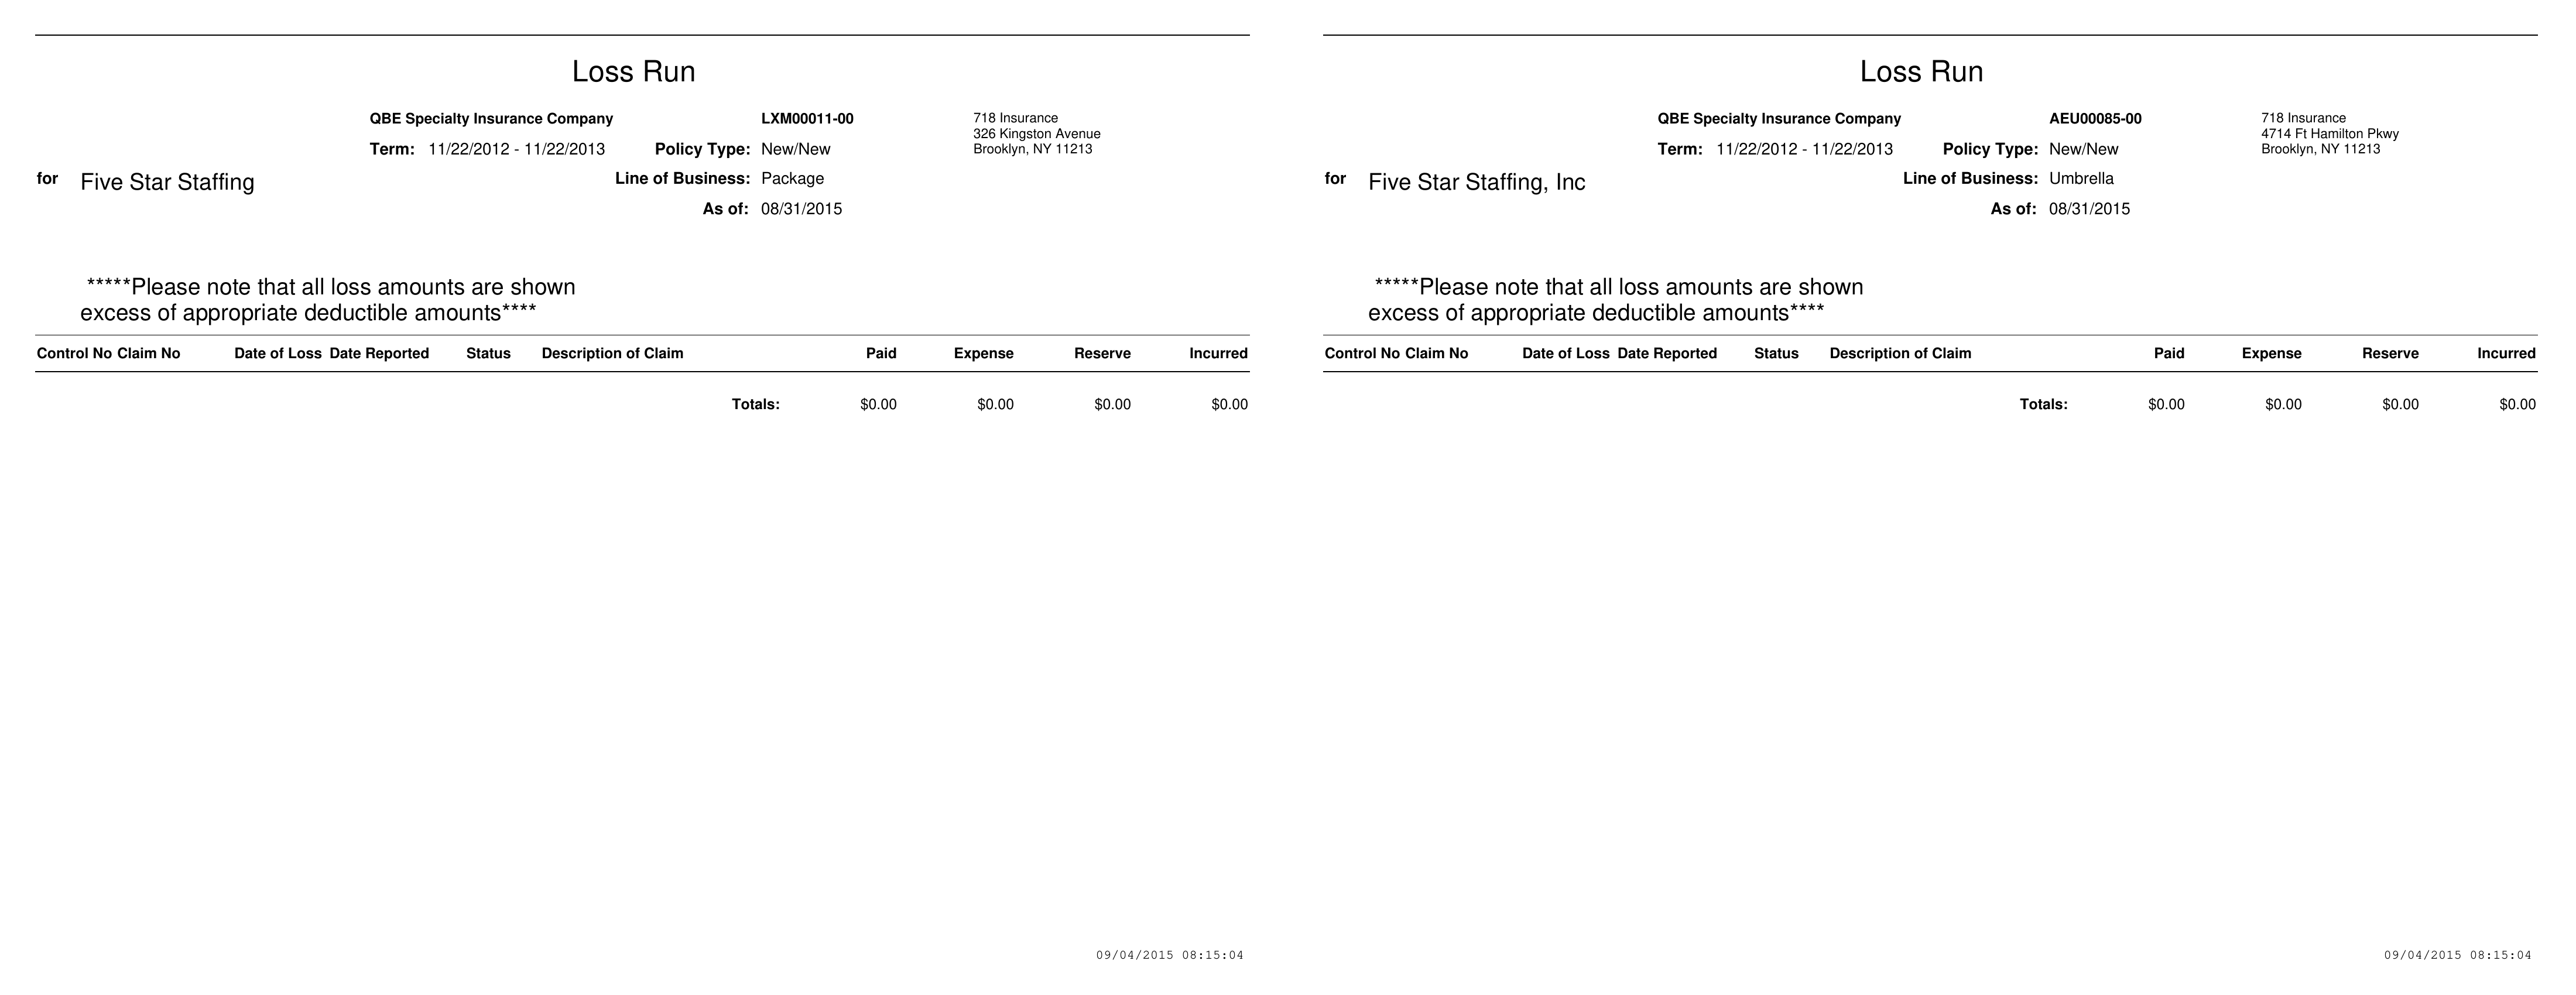 Loss Run
QBE Specialty Insurance Company LXM00011-00 718 Insurance
326 Kingston Avenue
Term: 11/22/2012 - 11/22/2013 Policy Type: New/New Brooklyn, NY 11213
for Five Star Staffing Line of Business: Package
As of: 08/31/2015
*****Please note that all loss amounts are shown
excess of appropriate deductible amounts****
Control No Claim No Date of Loss Date Reported Status Description of Claim Paid Expense Reserve Incurred
Totals: $0.00 $0.00 $0.00 $0.00
09/04/2015 08:15:04
Loss Run
QBE Specialty Insurance Company AEU00085-00 718 Insurance
4714 Ft Hamilton Pkwy
Term: 11/22/2012 - 11/22/2013 Policy Type: New/New Brooklyn, NY 11213
for Five Star Staffing, Inc Line of Business: Umbrella
As of: 08/31/2015
*****Please note that all loss amounts are shown
excess of appropriate deductible amounts****
Control No Claim No Date of Loss Date Reported Status Description of Claim Paid Expense Reserve Incurred
Totals: $0.00 $0.00 $0.00 $0.00
09/04/2015 08:15:04